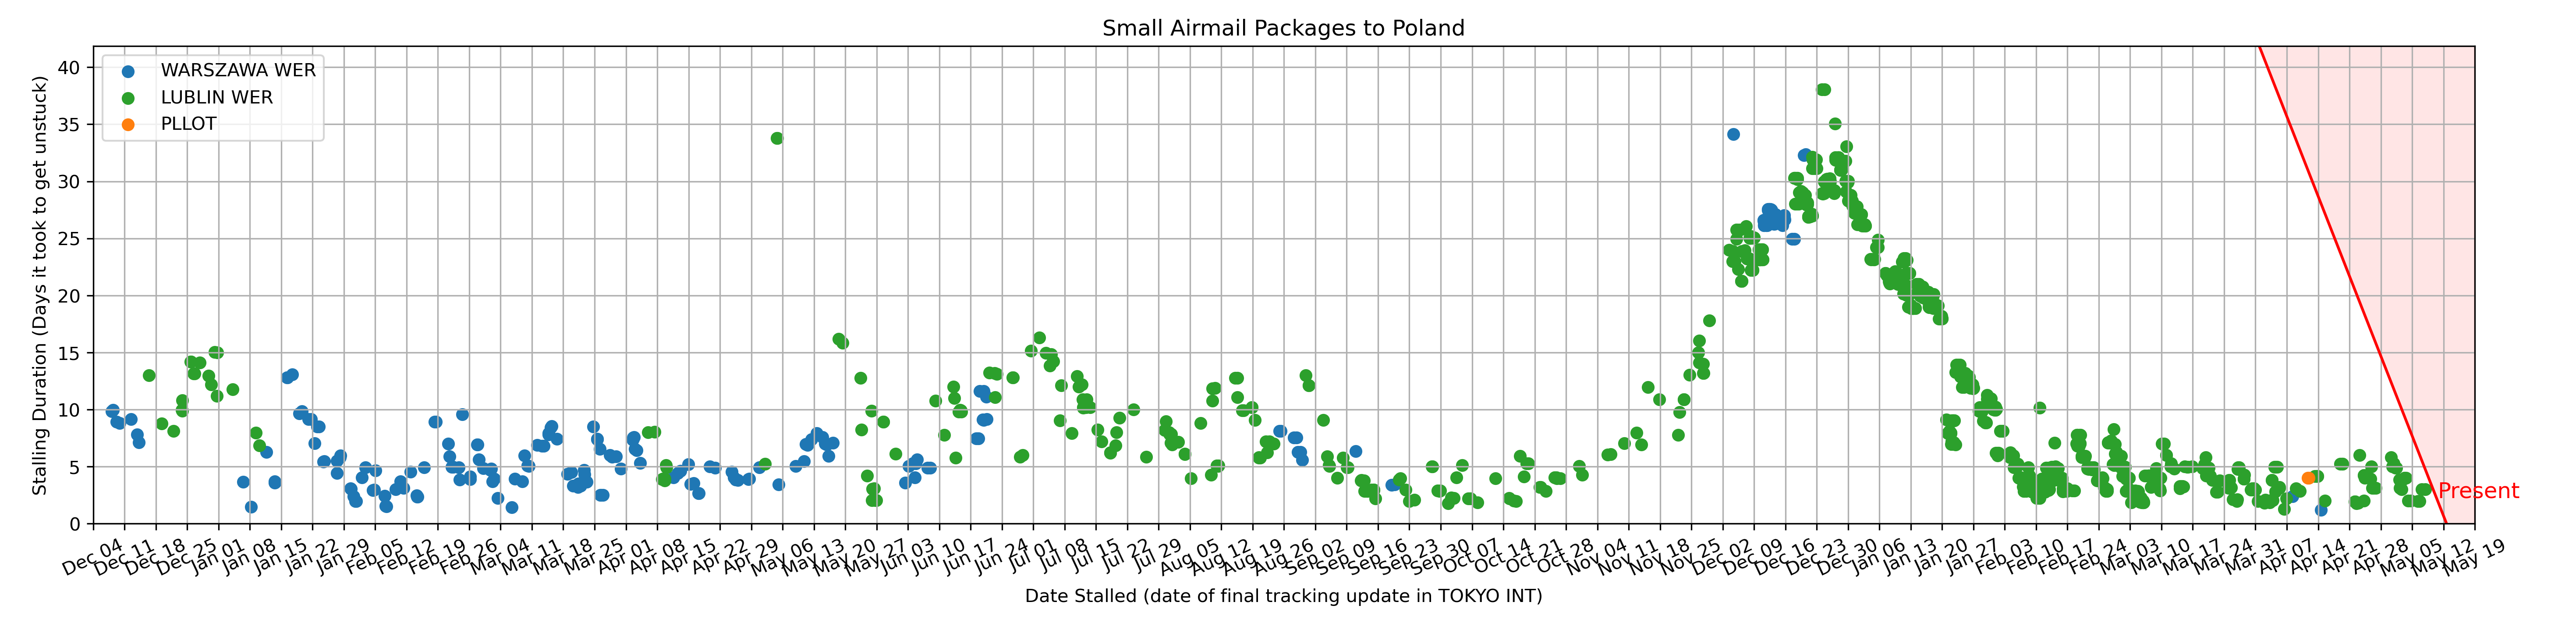 Small Airmail Packages to Poland
WARSZAWA WER
LUBLIN WER
PLLOT
Stalling Duration (Days it took to get unstuck)
40
35
30
25
20
15
10
5
0
Present
Dec 04 Dec 11 Dec 18 Dec 25 Jan 01 Jan 08 Jan 15 Jan 22 Jan 29 Feb 05 Feb 12 Feb 19 Feb 26 Mar 04 Mar 11 Mar 18 Mar 25 Apr 01 Apr 08 Apr 15 Apr 22 Apr 29 May 06 May 13 May 20 May 27 Jun 03 Jun 10 Jun 17 Jun 24 Jul 01 Jul 08 Jul 15 Jul 22 Jul 29 Aug 05 Aug 12 Aug 19 Aug 26 Sep 02 Sep 09 Sep 16 Sep 23 Sep 30 Oct 07 Oct 14 Oct 21 Oct 28 Nov 04 Nov 11 Nov 18 Nov 25 Dec 02 Dec 09 Dec 16 Dec 23 Dec 30 Jan 06 Jan 13 Jan 20 Jan 27 Feb 03 Feb 10 Feb 17 Feb 24 Mar 03 Mar 10 Mar 17 Mar 24 Mar 31 Apr 07 Apr 14 Apr 21 Apr 28 May 05 May 12 May 19
Date Stalled (date of final tracking update in TOKYO INT)